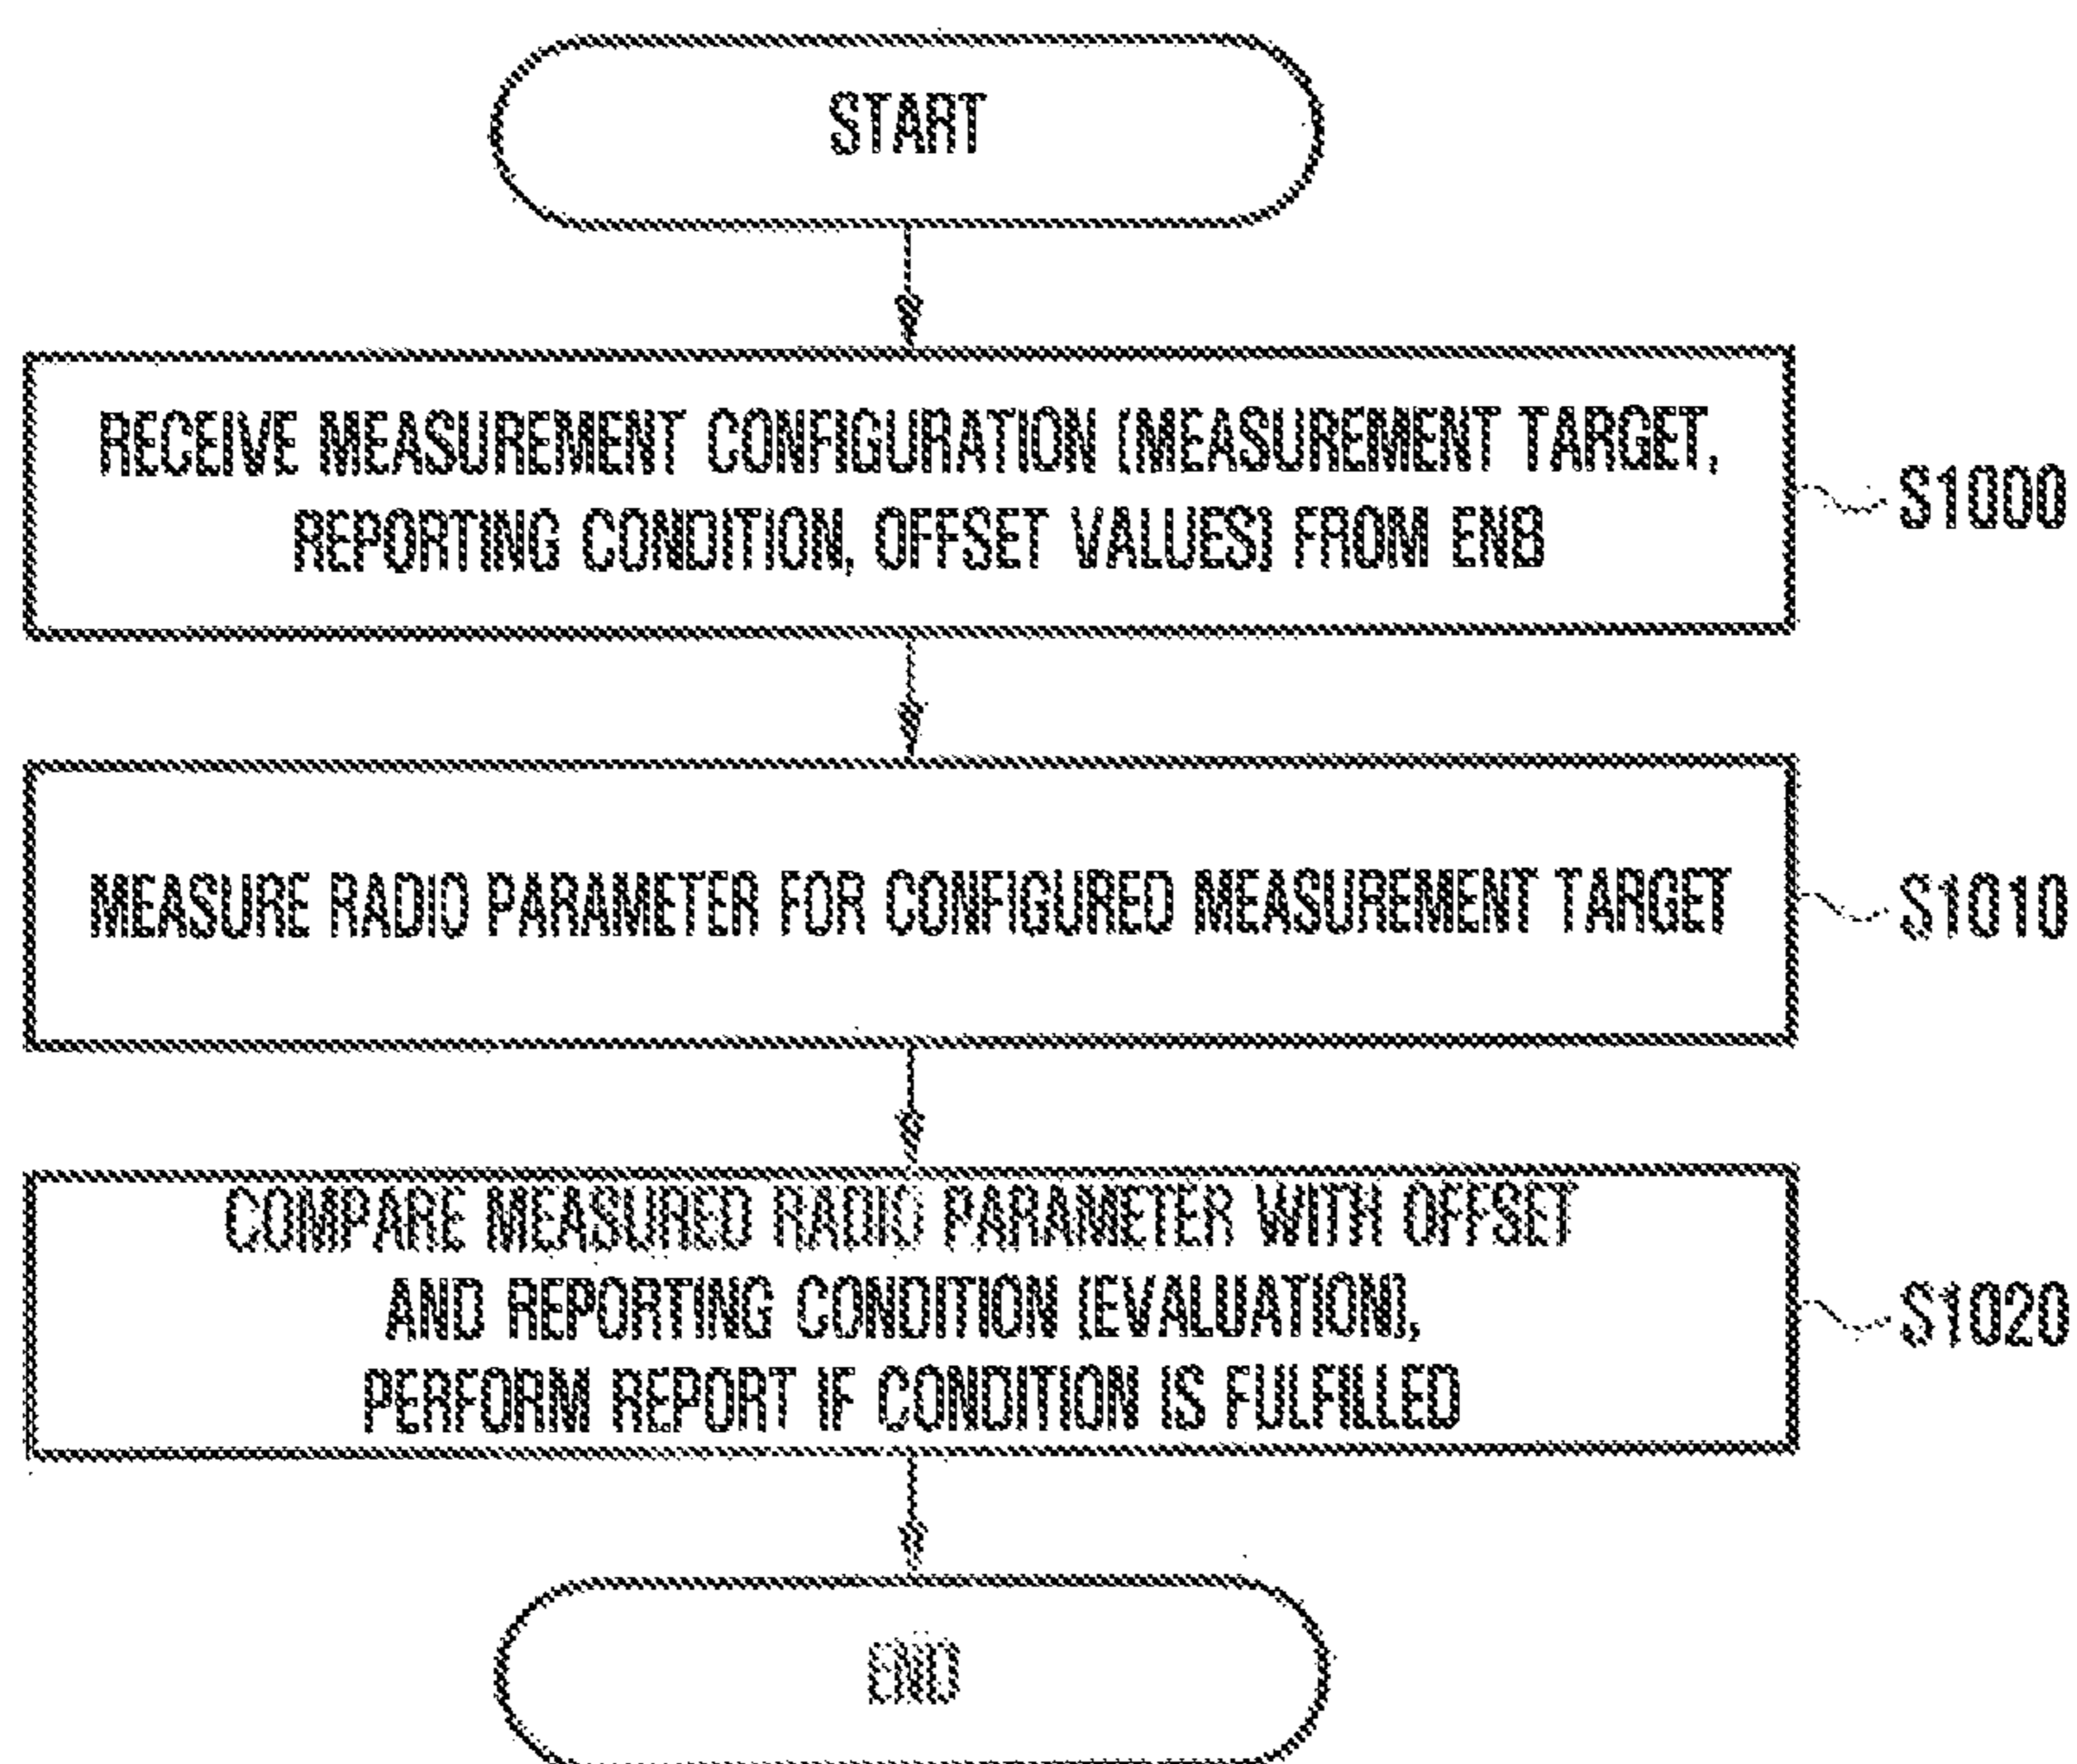 START
RECEIVE MEASUREMENT CONFIGURATION (MEASUREMENT TARGET,
REPORTING CONDITION, OFFSET VALUES) FROM ENB
S1000
MEASURE RADIO PARAMETER FOR CONFIGURED MEASUREMENT TARGET
S1010
COMPARE MEASURED RADIO PARAMETER WITH OFFSET
AND REPORTING CONDITION (EVALUATION),
PERFORM REPORT IF CONDITION IS FULFILLED
S1020
END